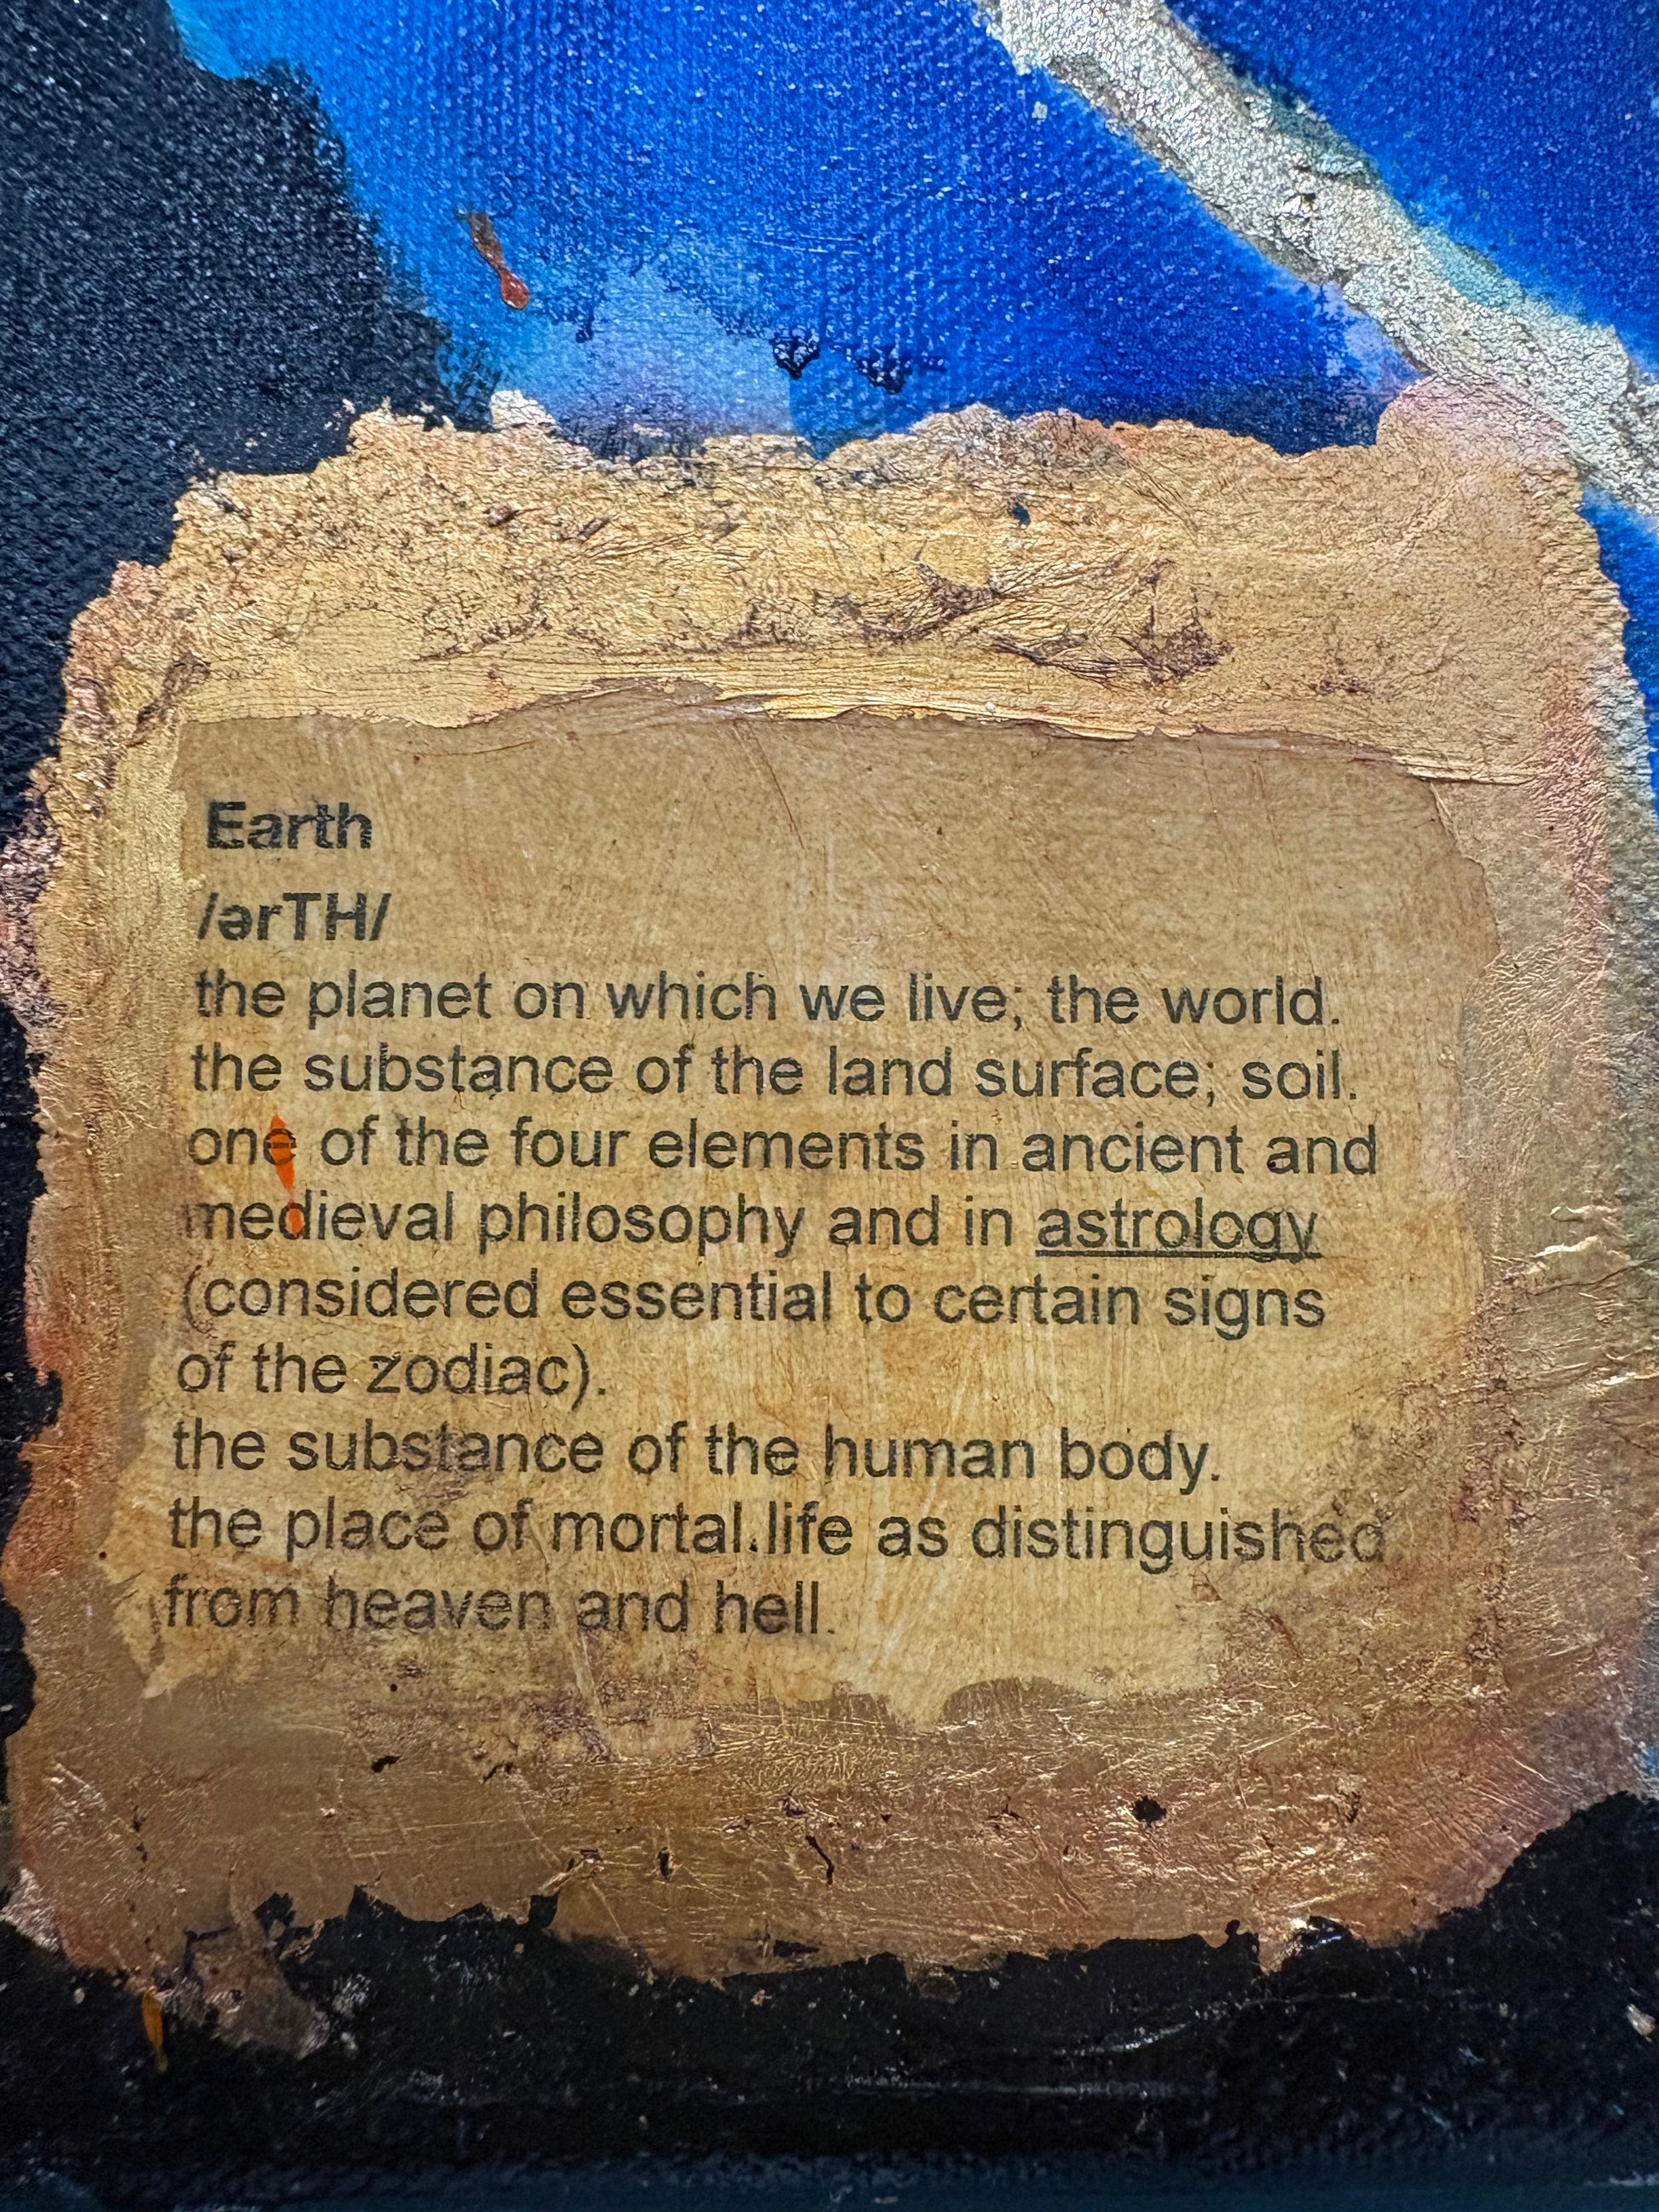 Earth
/ərTH/
the planet on which we live; the world.
the substance of the land surface; soil.
one of the four elements in ancient and
medieval philosophy and in astrology
(considered essential to certain signs
of the zodiac).
the substance of the human body.
the place of mortal life as distinguished
from heaven and hell.